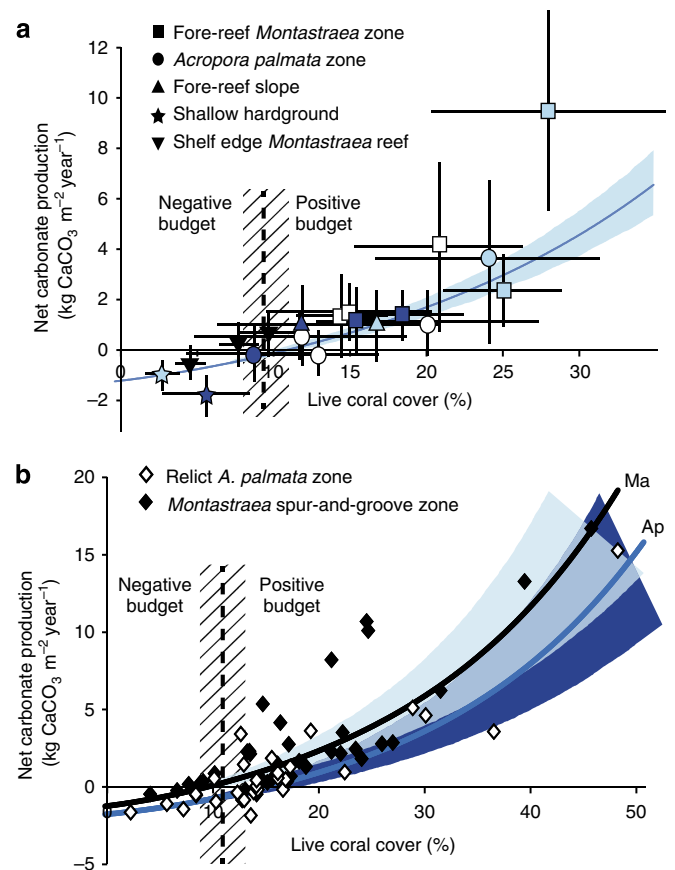 a
Fore-reef Montastraea zone
Acropora palmata zone
Fore-reef slope
Shallow hardground
Shelf edge Montastraea reef
Negative budget
Positive budget
Net carbonate production
(kg CaCO₃ m⁻² year⁻¹)
12
10
8
6
4
2
0
−2
0
10
15
20
25
30
Live coral cover (%)
b
Relict A. palmata zone
Montastraea spur-and-groove zone
Ma
Ap
Negative budget
Positive budget
Net carbonate production
(kg CaCO₃ m⁻² year⁻¹)
20
15
10
5
0
−5
0
10
20
30
40
50
Live coral cover (%)